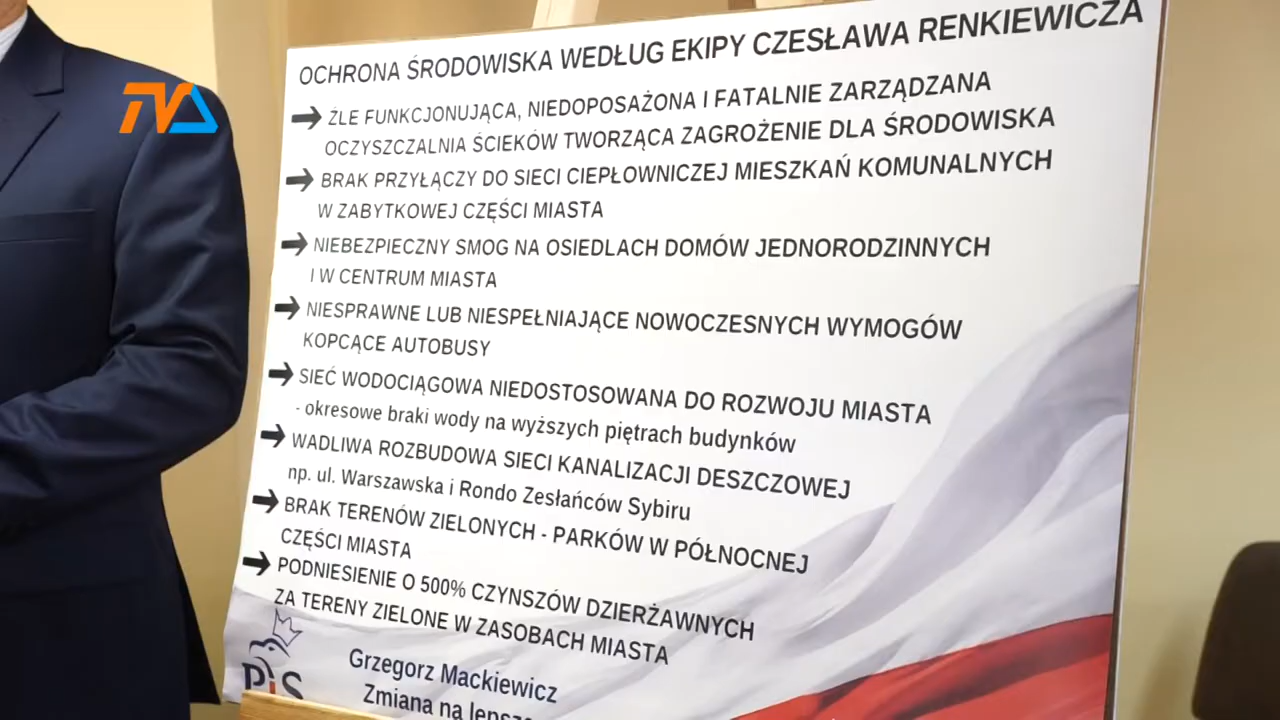 TVA
OCHRONA ŚRODOWISKA WEDŁUG EKIPY CZESŁAWA RENKIEWICZA
ŹLE FUNKCJONUJĄCA, NIEDOPOSAŻONA I FATALNIE ZARZĄDZANA
OCZYSZCZALNIA ŚCIEKÓW TWORZĄCA ZAGROŻENIE DLA ŚRODOWISKA
BRAK PRZYŁĄCZY DO SIECI CIEPŁOWNICZEJ MIESZKAŃ KOMUNALNYCH
W ZABYTKOWEJ CZĘŚCI MIASTA
NIEBEZPIECZNY SMOG NA OSIEDLACH DOMÓW JEDNORODZINNYCH
I W CENTRUM MIASTA
NIESPRAWNE LUB NIESPEŁNIAJĄCE NOWOCZESNYCH WYMOGÓW
KOPCĄCE AUTOBUSY
SIEĆ WODOCIĄGOWA NIEDOSTOSOWANA DO ROZWOJU MIASTA
- okresowe braki wody na wyższych piętrach budynków
WADLIWA ROZBUDOWA SIECI KANALIZACJI DESZCZOWEJ
np. ul. Warszawska i Rondo Zesłańców Sybiru
BRAK TERENÓW ZIELONYCH - PARKÓW W PÓŁNOCNEJ
CZĘŚCI MIASTA
PODNIESIENIE O 500% CZYNSZÓW DZIERŻAWNYCH
ZA TERENY ZIELONE W ZASOBACH MIASTA
PiS
Grzegorz Mackiewicz
Zmiana na lepsze